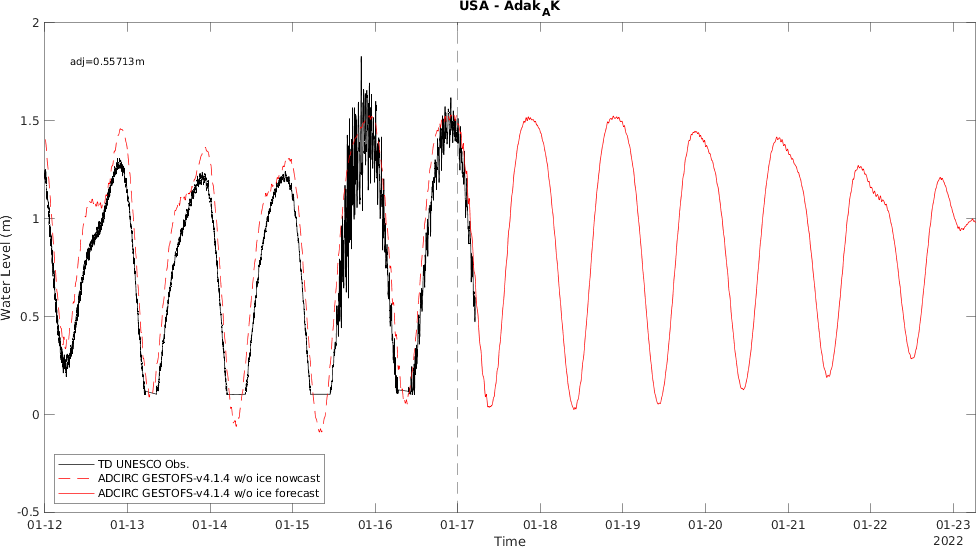 USA - Adak_AK
2
adj=0.55713m
1.5
1
0.5
0
-0.5
Water Level (m)
TD UNESCO Obs.
ADCIRC GESTOFS-v4.1.4 w/o ice nowcast
ADCIRC GESTOFS-v4.1.4 w/o ice forecast
01-12 01-13 01-14 01-15 01-16 01-17 01-18 01-19 01-20 01-21 01-22 01-23
Time
2022